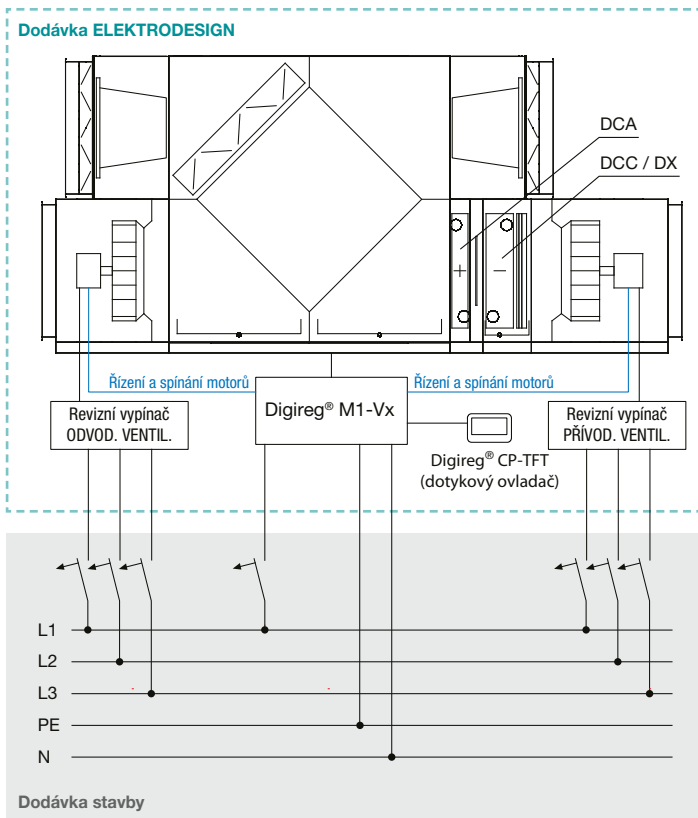 Dodávka ELEKTRODESIGN
DCA
DCC / DX
+
−
Řízení a spínání motorů
Řízení a spínání motorů
Revizní vypínač
ODVOD. VENTIL.
Digireg® M1-Vx
Revizní vypínač
PŘÍVOD. VENTIL.
Digireg® CP-TFT
(dotykový ovladač)
L1
L2
L3
PE
N
Dodávka stavby